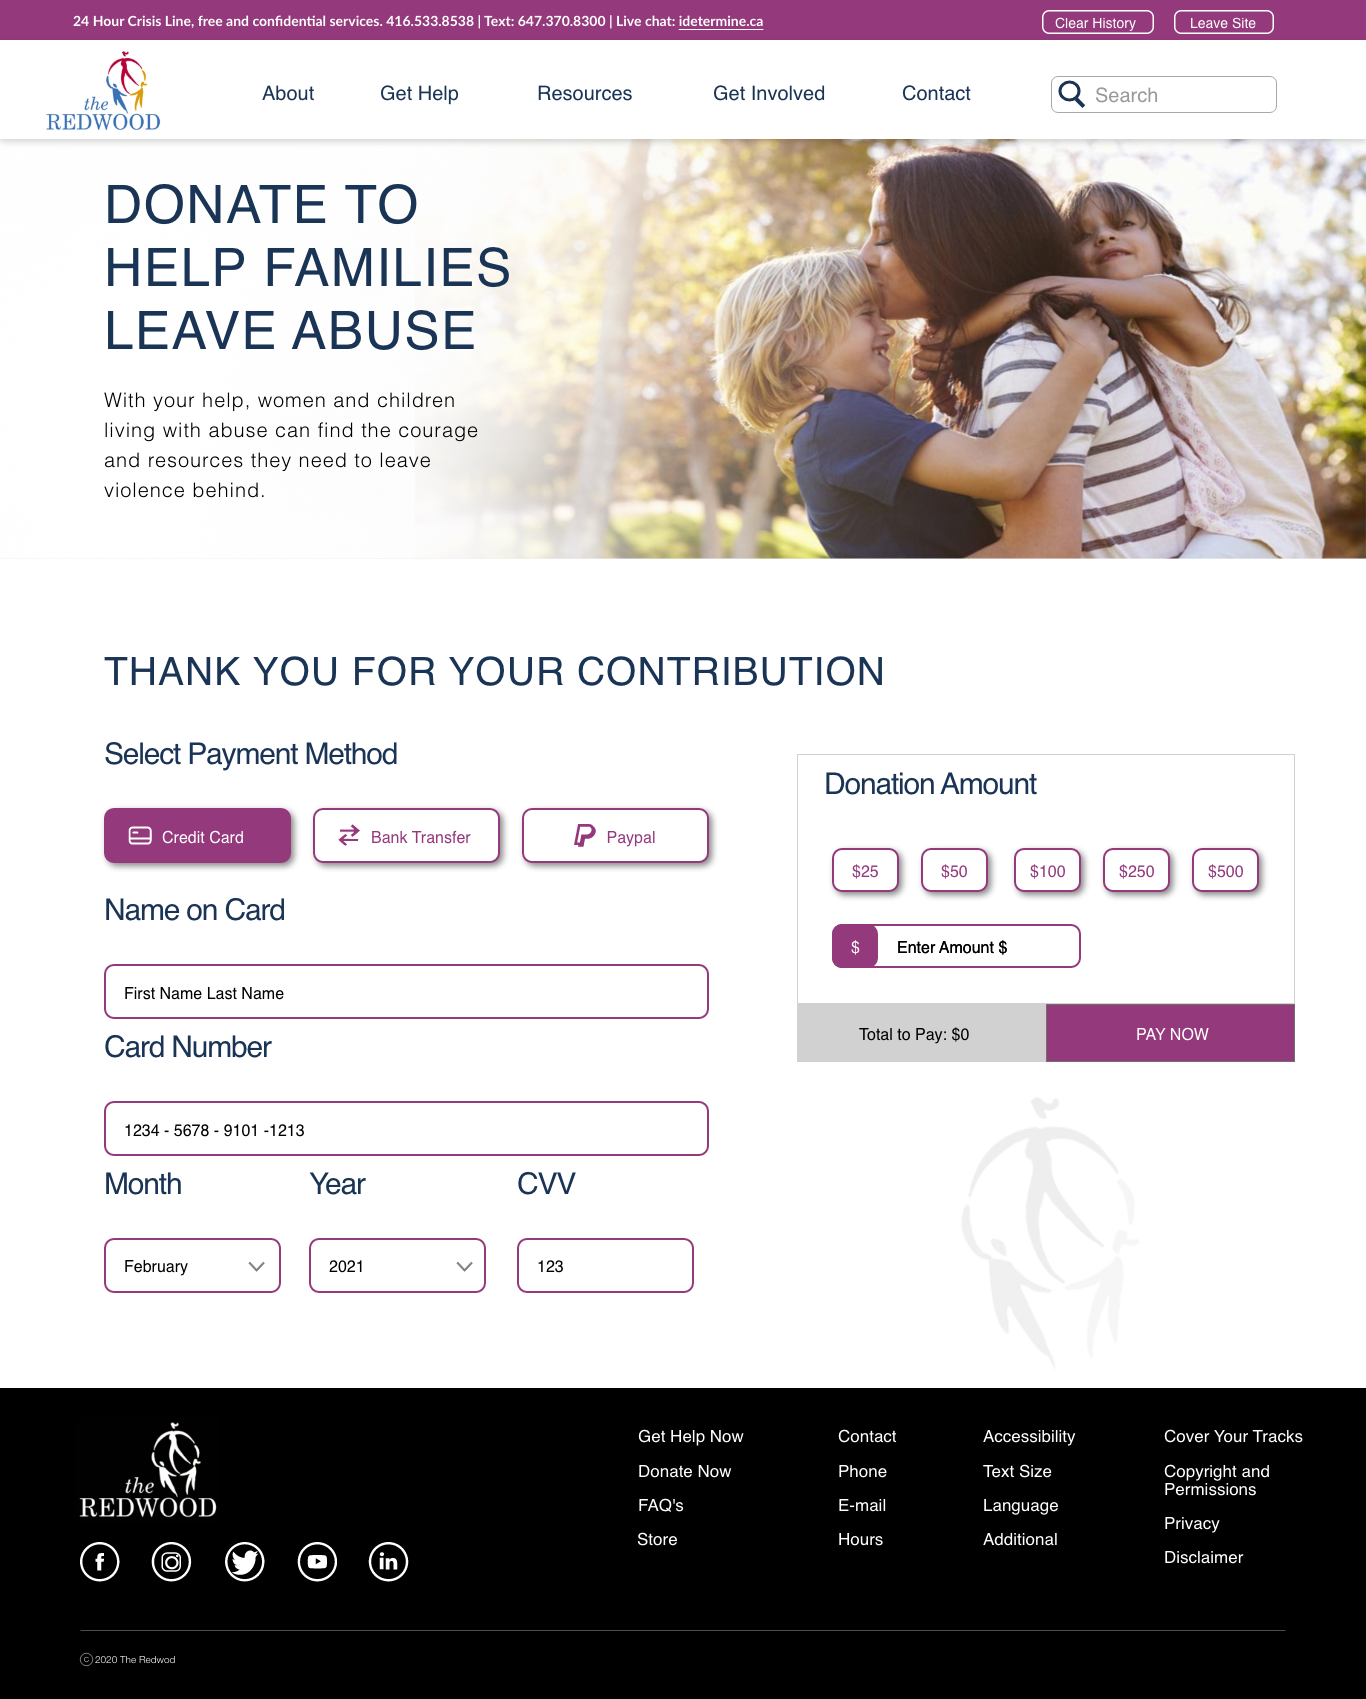 24 Hour Crisis Line, free and confidential services. 416.533.8538 | Text: 647.370.8300 | Live chat: idetermine.ca
Clear History
Leave Site
the
REDWOOD
About
Get Help
Resources
Get Involved
Contact
Search
DONATE TO
HELP FAMILIES
LEAVE ABUSE
With your help, women and children
living with abuse can find the courage
and resources they need to leave
violence behind.
THANK YOU FOR YOUR CONTRIBUTION
Select Payment Method
Credit Card
Bank Transfer
Paypal
Name on Card
First Name Last Name
Card Number
1234 - 5678 - 9101 -1213
Month
Year
CVV
February
2021
123
Donation Amount
$25
$50
$100
$250
$500
$
Enter Amount $
Total to Pay: $0
PAY NOW
the
REDWOOD
Get Help Now
Donate Now
FAQ's
Store
Contact
Phone
E-mail
Hours
Accessibility
Text Size
Language
Additional
Cover Your Tracks
Copyright and
Permissions
Privacy
Disclaimer
© 2020 The Redwod